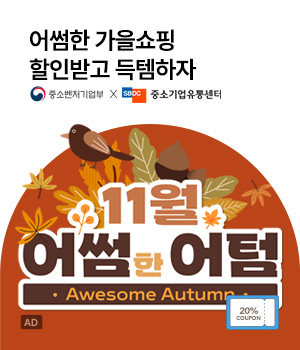 어썸한 가을쇼핑
할인받고 득템하자
중소벤처기업부 X SBDC 중소기업유통센터
11월
어썸한 어텀
• Awesome Autumn •
AD
20%
COUPON